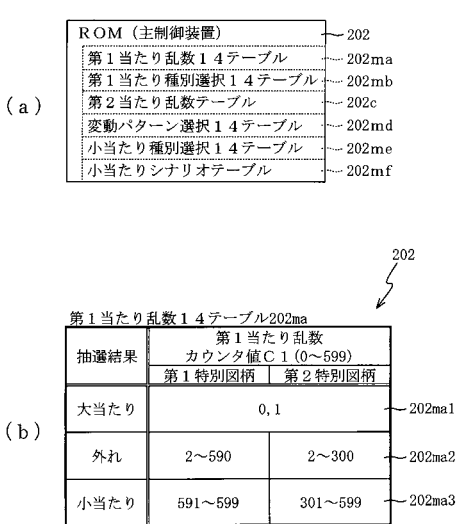 (a)
ROM(主制御装置) 202
第1当たり乱数14テーブル 202ma
第1当たり種別選択14テーブル 202mb
第2当たり乱数テーブル 202c
変動パターン選択14テーブル 202md
小当たり種別選択14テーブル 202me
小当たりシナリオテーブル 202mf
202
(b)
第1当たり乱数14テーブル202ma
抽選結果 第1当たり乱数
カウンタ値C1(0~599)
第1特別図柄 第2特別図柄
大当たり 0,1 202ma1
外れ 2~590 2~300 202ma2
小当たり 591~599 301~599 202ma3